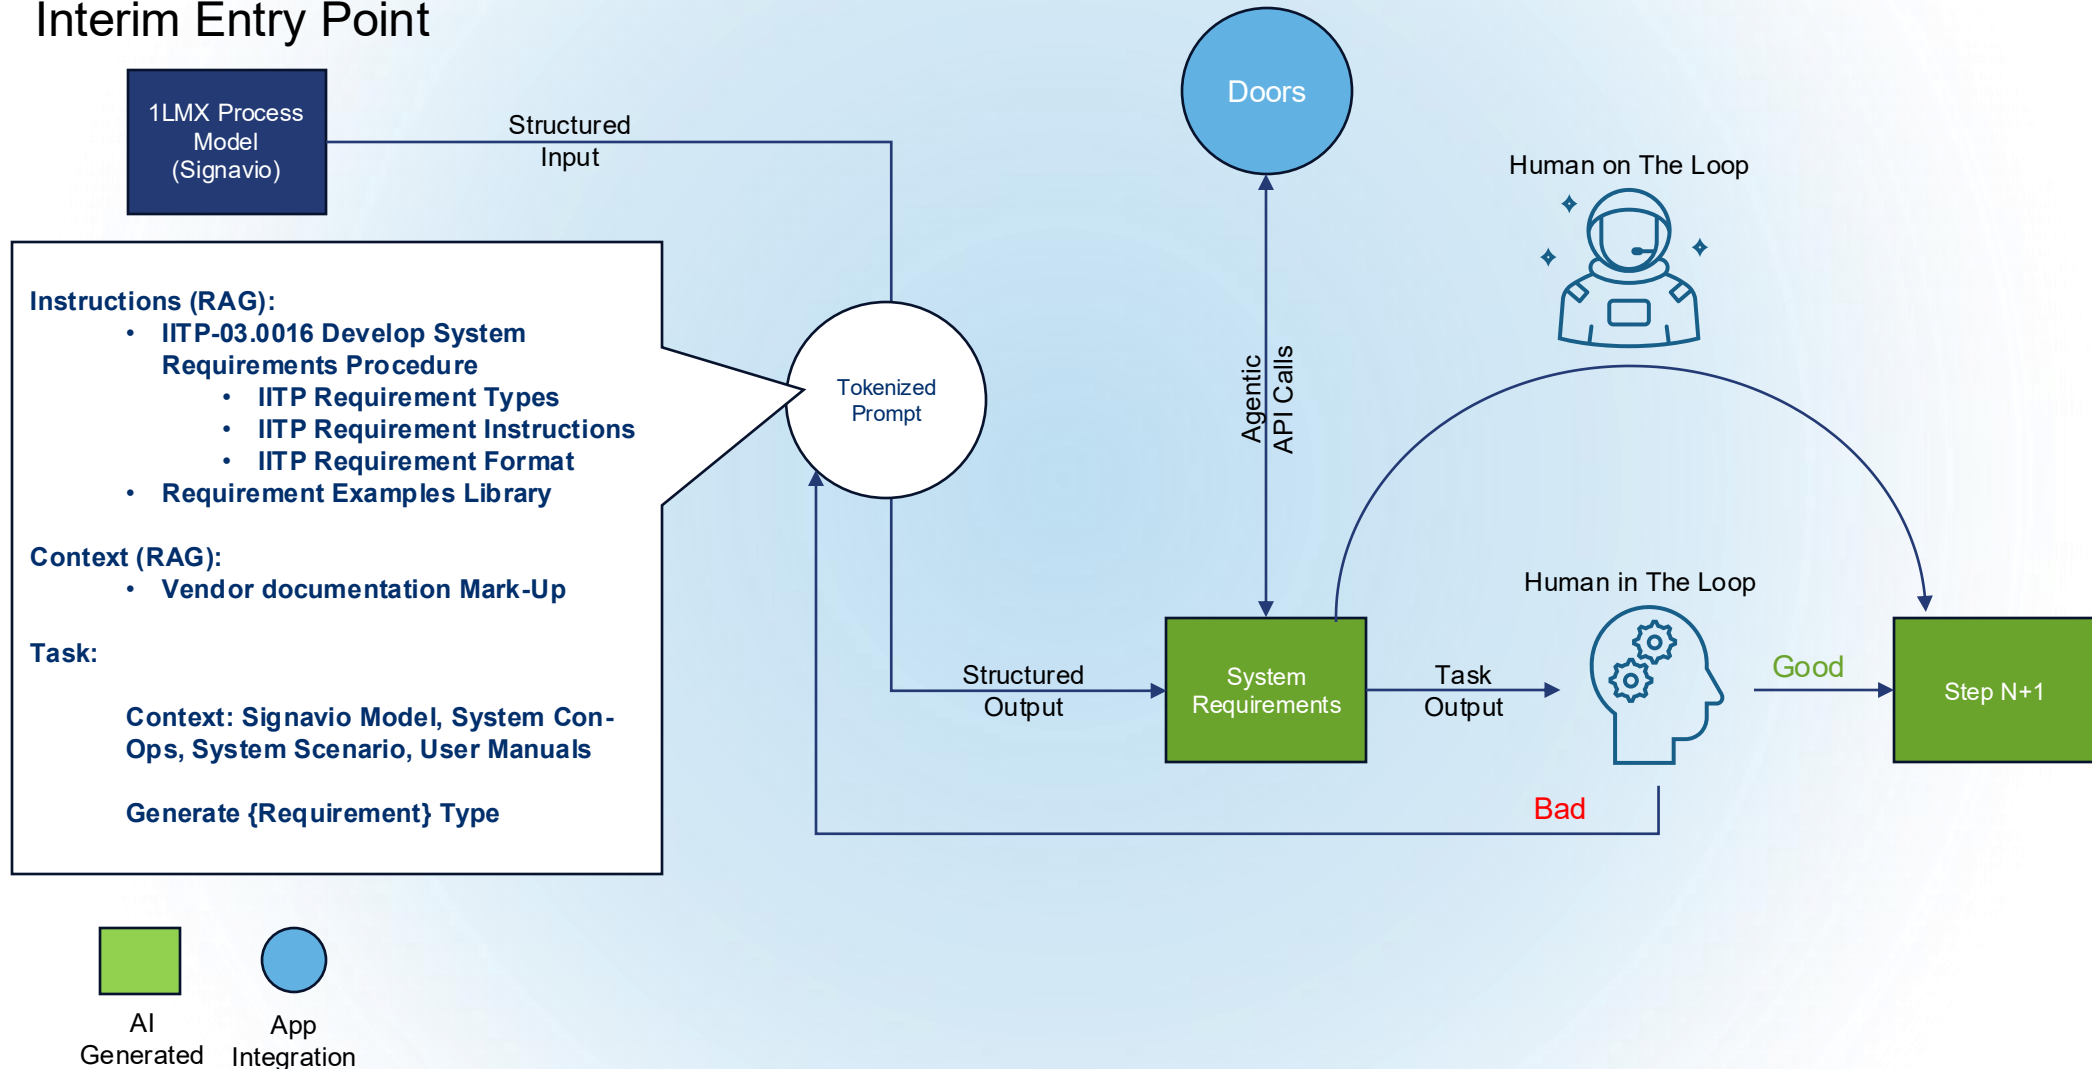 Interim Entry Point
1LMX Process
Model
(Signavio)
Structured
Input
Doors
Human on The Loop
Instructions (RAG):
• IITP-03.0016 Develop System
Requirements Procedure
• IITP Requirement Types
• IITP Requirement Instructions
• IITP Requirement Format
• Requirement Examples Library
Context (RAG):
• Vendor documentation Mark-Up
Task:
Context: Signavio Model, System Con-
Ops, System Scenario, User Manuals
Generate {Requirement} Type
Tokenized
Prompt
Agentic
API Calls
Human in The Loop
Structured
Output
System
Requirements
Task
Output
Good
Step N+1
Bad
AI
Generated
App
Integration